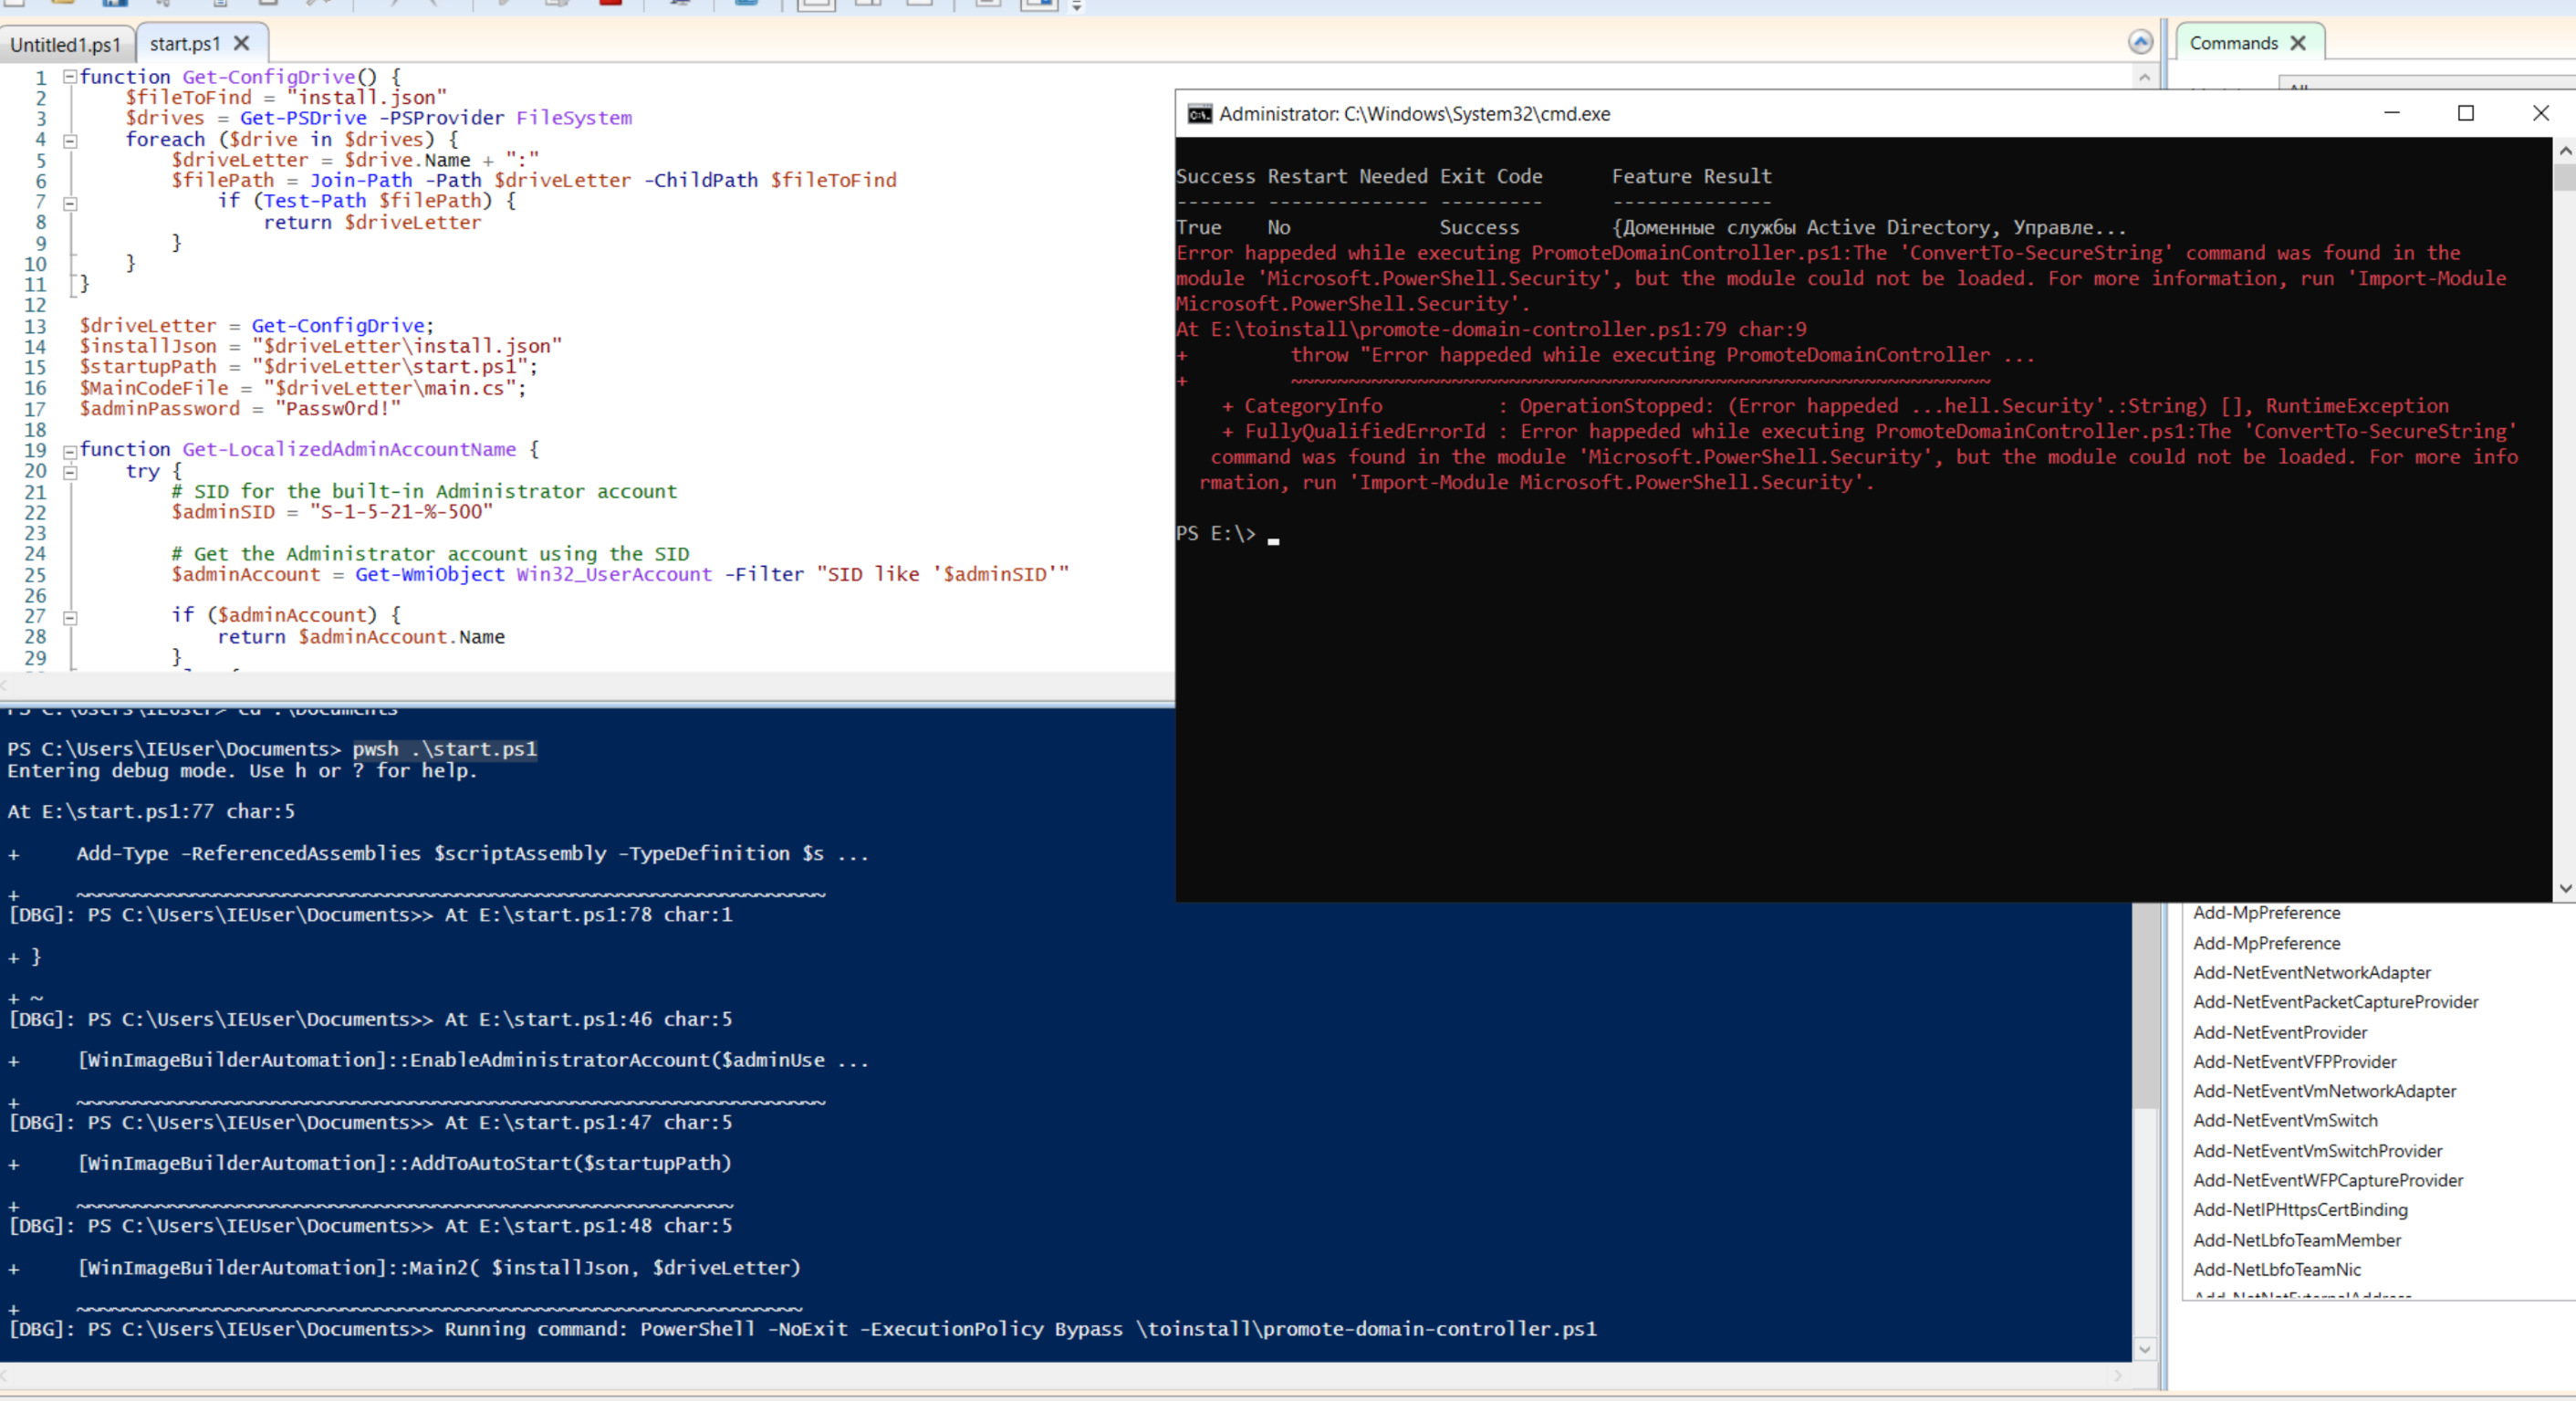 Untitled1.ps1
start.ps1 X
1 function Get-ConfigDrive() {
2 $fileToFind = "install.json"
3 $drives = Get-PSDrive -PSProvider FileSystem
4 foreach ($drive in $drives) {
5 $driveLetter = $drive.Name + ":"
6 $filePath = Join-Path -Path $driveLetter -ChildPath $fileToFind
7 if (Test-Path $filePath) {
8 return $driveLetter
9 }
10 }
11 }
12
13 $driveLetter = Get-ConfigDrive;
14 $installJson = "$driveLetter\install.json"
15 $startupPath = "$driveLetter\start.ps1";
16 $MainCodeFile = "$driveLetter\main.cs";
17 $adminPassword = "Passw0rd!"
18
19 function Get-LocalizedAdminAccountName {
20 try {
21 # SID for the built-in Administrator account
22 $adminSID = "S-1-5-21-%-500"
23
24 # Get the Administrator account using the SID
25 $adminAccount = Get-WmiObject Win32_UserAccount -Filter "SID like '$adminSID'"
26
27 if ($adminAccount) {
28 return $adminAccount.Name
29 }
PS C:\Users\IEUser> cd .\Documents
PS C:\Users\IEUser\Documents> pwsh .\start.ps1
Entering debug mode. Use h or ? for help.
At E:\start.ps1:77 char:5
+ Add-Type -ReferencedAssemblies $scriptAssembly -TypeDefinition $s ...
+ ~~~~~~~~~~~~~~~~~~~~~~~~~~~~~~~~~~~~~~~~~~~~~~~~~~~~~~~~~~~~~~~~~
[DBG]: PS C:\Users\IEUser\Documents>> At E:\start.ps1:78 char:1
+ }
+ ~
[DBG]: PS C:\Users\IEUser\Documents>> At E:\start.ps1:46 char:5
+ [WinImageBuilderAutomation]::EnableAdministratorAccount($adminUse ...
+ ~~~~~~~~~~~~~~~~~~~~~~~~~~~~~~~~~~~~~~~~~~~~~~~~~~~~~~~~~~~~~~~~~
[DBG]: PS C:\Users\IEUser\Documents>> At E:\start.ps1:47 char:5
+ [WinImageBuilderAutomation]::AddToAutoStart($startupPath)
+ ~~~~~~~~~~~~~~~~~~~~~~~~~~~~~~~~~~~~~~~~~~~~~~~~~~~~~~~~~
[DBG]: PS C:\Users\IEUser\Documents>> At E:\start.ps1:48 char:5
+ [WinImageBuilderAutomation]::Main2( $installJson, $driveLetter)
+ ~~~~~~~~~~~~~~~~~~~~~~~~~~~~~~~~~~~~~~~~~~~~~~~~~~~~~~~~~~~~~~~
[DBG]: PS C:\Users\IEUser\Documents>> Running command: PowerShell -NoExit -ExecutionPolicy Bypass \toinstall\promote-domain-controller.ps1
Administrator: C:\Windows\System32\cmd.exe
Success Restart Needed Exit Code Feature Result
------- -------------- --------- --------------
True No Success {Доменные службы Active Directory, Управле...
Error happeded while executing PromoteDomainController.ps1:The 'ConvertTo-SecureString' command was found in the
module 'Microsoft.PowerShell.Security', but the module could not be loaded. For more information, run 'Import-Module
Microsoft.PowerShell.Security'.
At E:\toinstall\promote-domain-controller.ps1:79 char:9
+ throw "Error happeded while executing PromoteDomainController ...
+ ~~~~~~~~~~~~~~~~~~~~~~~~~~~~~~~~~~~~~~~~~~~~~~~~~~~~~~~~~~~~~
+ CategoryInfo : OperationStopped: (Error happeded ...hell.Security'.:String) [], RuntimeException
+ FullyQualifiedErrorId : Error happeded while executing PromoteDomainController.ps1:The 'ConvertTo-SecureString'
command was found in the module 'Microsoft.PowerShell.Security', but the module could not be loaded. For more info
rmation, run 'Import-Module Microsoft.PowerShell.Security'.
PS E:\>
Commands X
Add-MpPreference
Add-MpPreference
Add-NetEventNetworkAdapter
Add-NetEventPacketCaptureProvider
Add-NetEventProvider
Add-NetEventVFPProvider
Add-NetEventVmNetworkAdapter
Add-NetEventVmSwitch
Add-NetEventVmSwitchProvider
Add-NetEventWFPCaptureProvider
Add-NetIPHttpsCertBinding
Add-NetLbfoTeamMember
Add-NetLbfoTeamNic